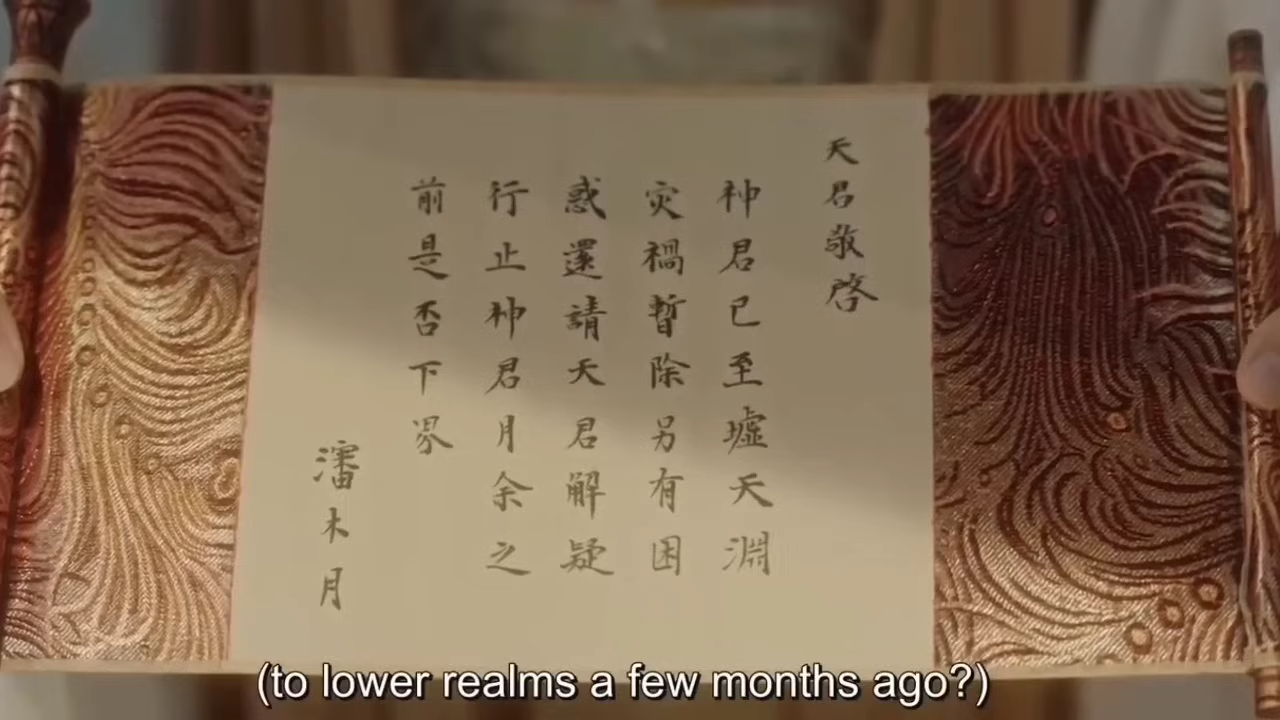 天君敬啓
神君已至墟天淵
災禍暫除另有困
惑還請天君解疑
行止神君月余之
前是否下界
瀋木月
(to lower realms a few months ago?)